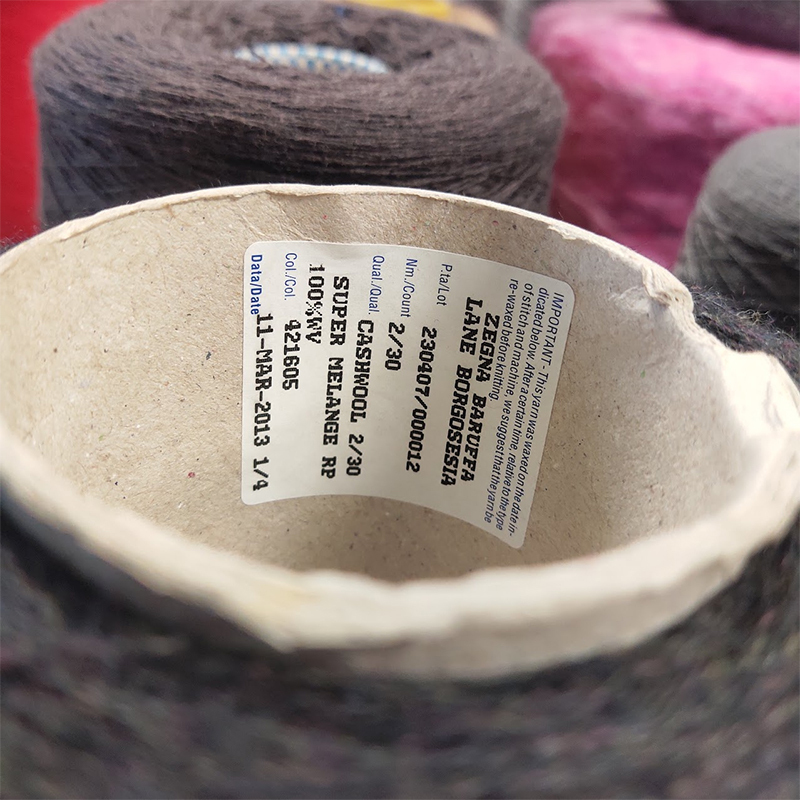 IMPORTANT - This yarn was waxed on the date in-
dicated below. After a certain time, relative to the type
of stitch and machine, we suggest that the yarn be
re-waxed before knitting.
ZEGNA BARUFFA
LANE BORGOSESIA
P.ta/Lot 230407/000012
Nm./Count 2/30
Qual./Qual. CASHWOOL 2/30
SUPER MELANGE RP
100%WV
Col./Col. 421605
Data/Date 11-MAR-2013 1/4